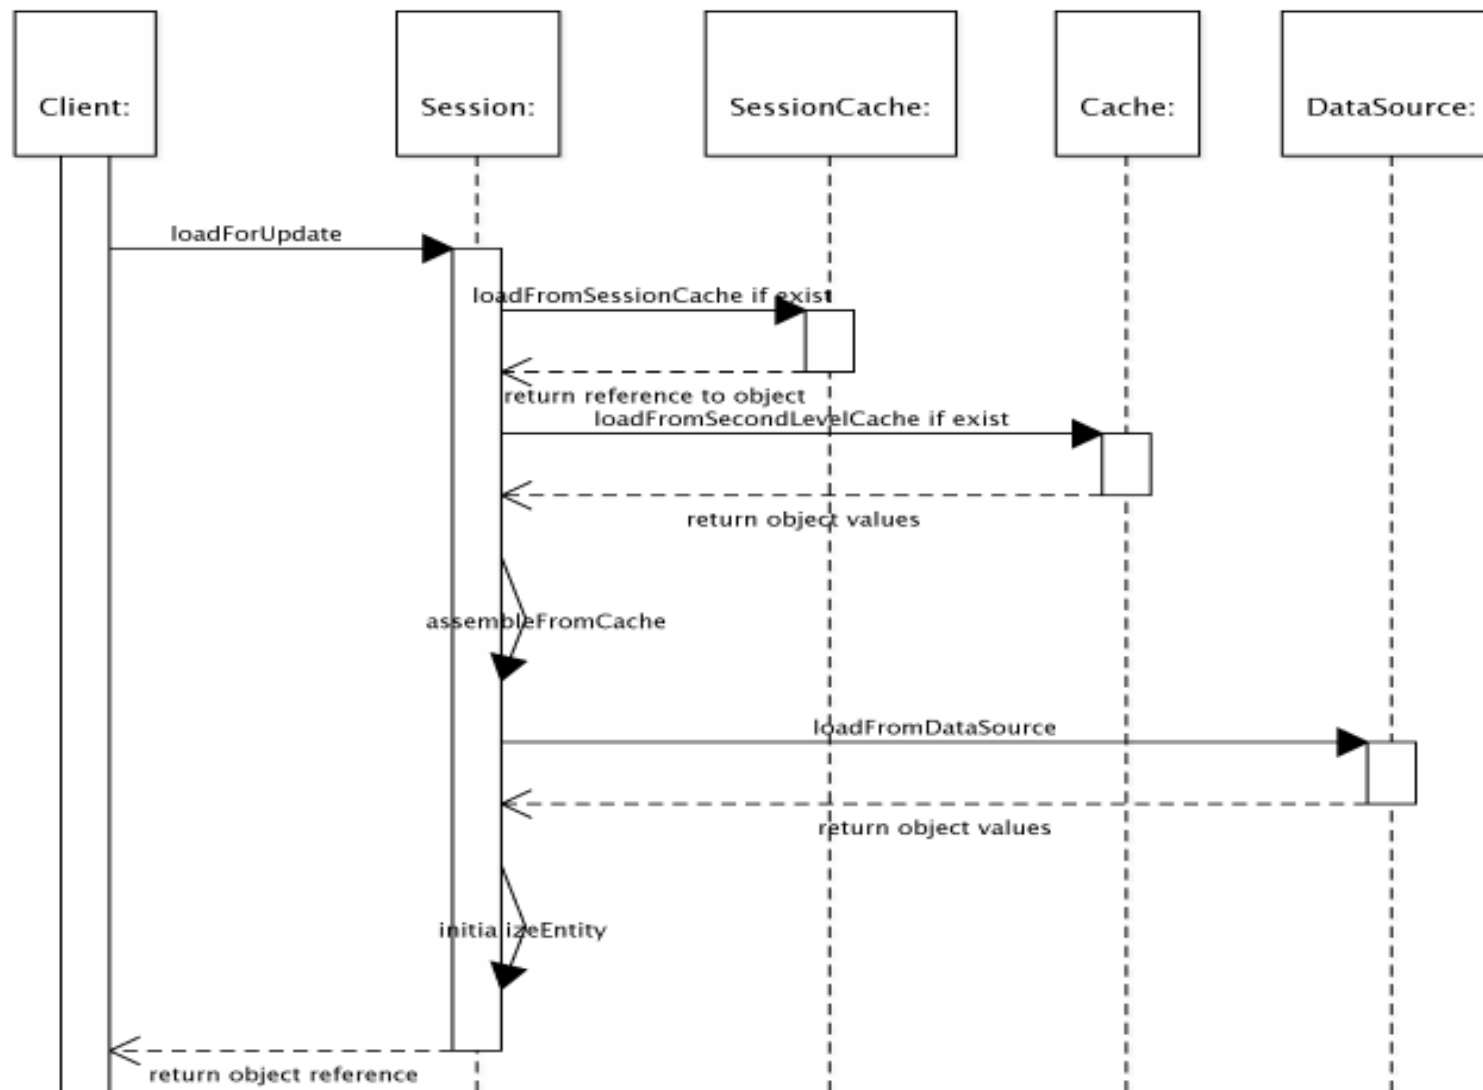 Client:
Session:
SessionCache:
Cache:
DataSource:
loadForUpdate
loadFromSessionCache if exist
return reference to object
loadFromSecondLevelCache if exist
return object values
assembleFromCache
loadFromDataSource
return object values
initializeEntity
return object reference